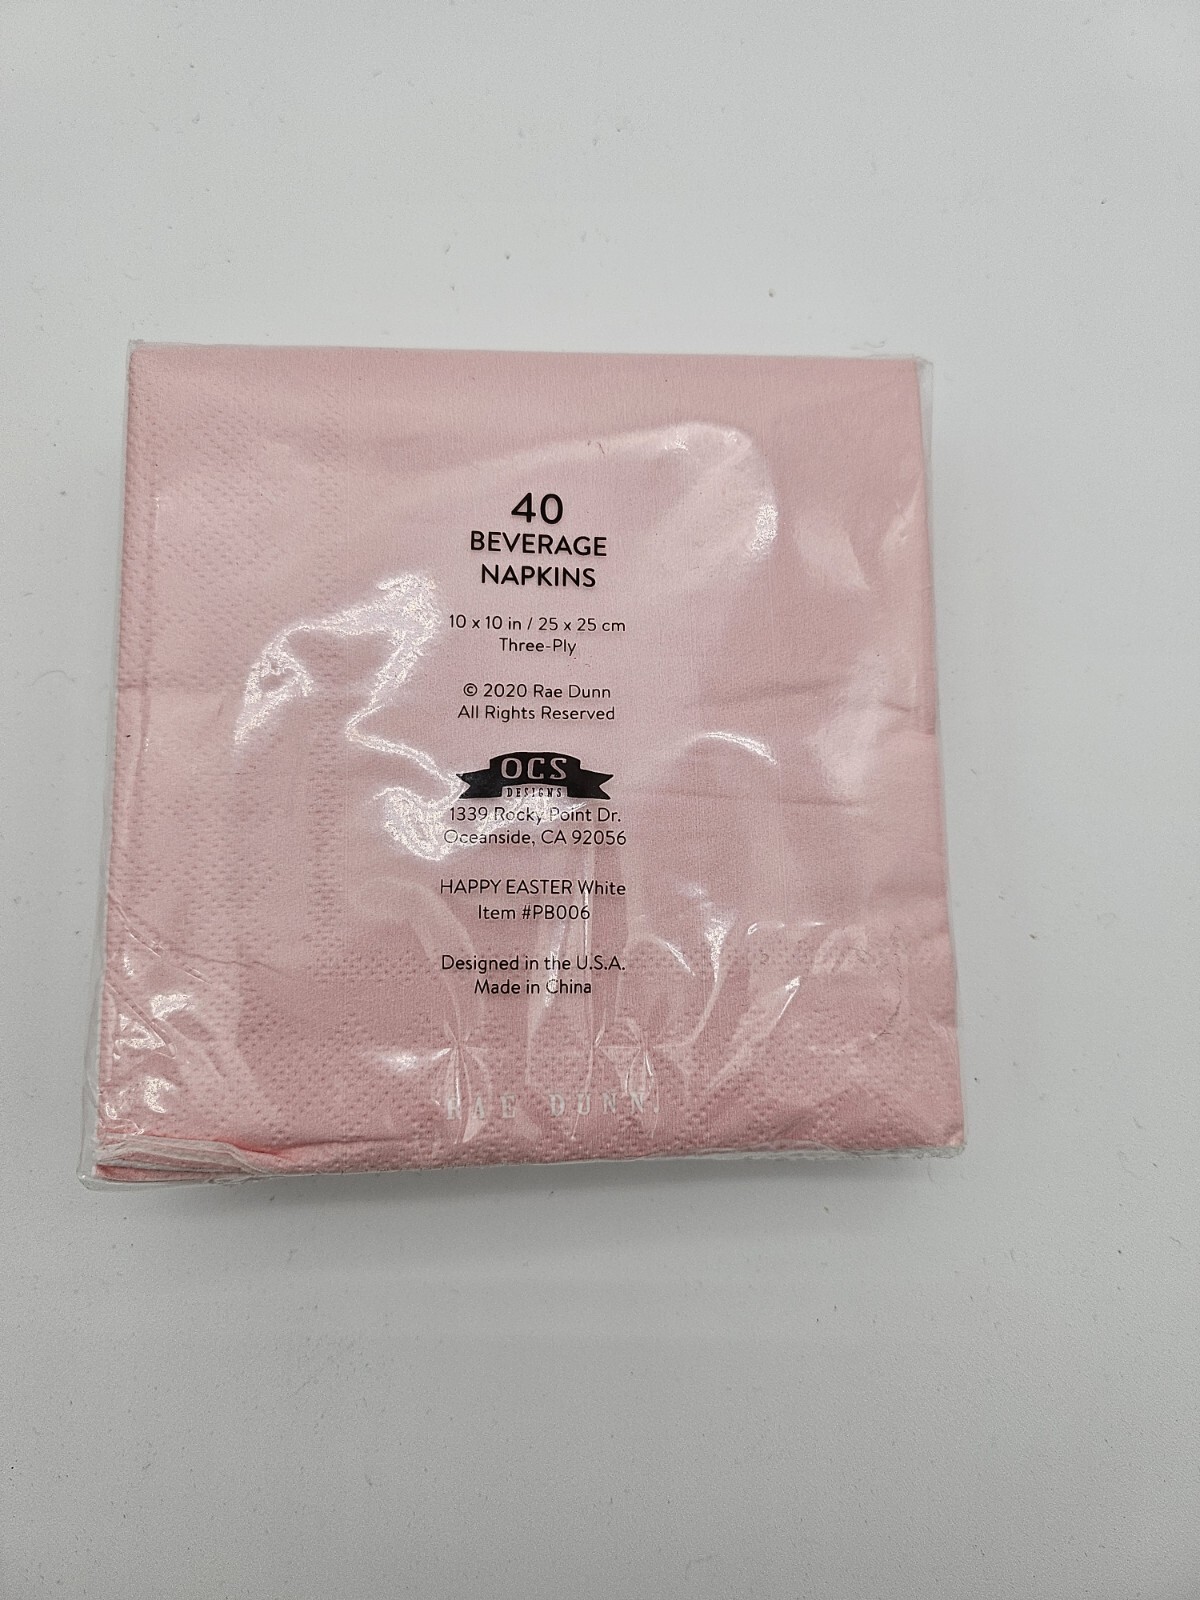 40
BEVERAGE
NAPKINS
10 x 10 in / 25 x 25 cm
Three-Ply
© 2020 Rae Dunn
All Rights Reserved
OCS
DESIGNS
1339 Rocky Point Dr.
Oceanside, CA 92056
HAPPY EASTER White
Item #PB006
Designed in the U.S.A.
Made in China
RAE DUNN